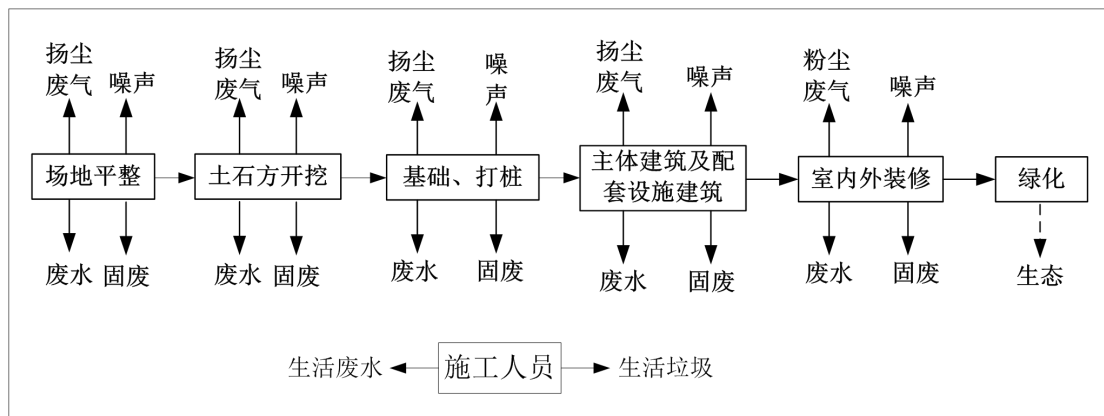 扬尘
废气
噪声
扬尘
废气
噪声
扬尘
废气
噪
声
扬尘
废气
噪声
粉尘
废气
噪声
场地平整
土石方开挖
基础、打桩
主体建筑及配
套设施建筑
室内外装修
绿化
废水
固废
废水
固废
废水
固废
废水
固废
废水
固废
生态
生活废水
施工人员
生活垃圾